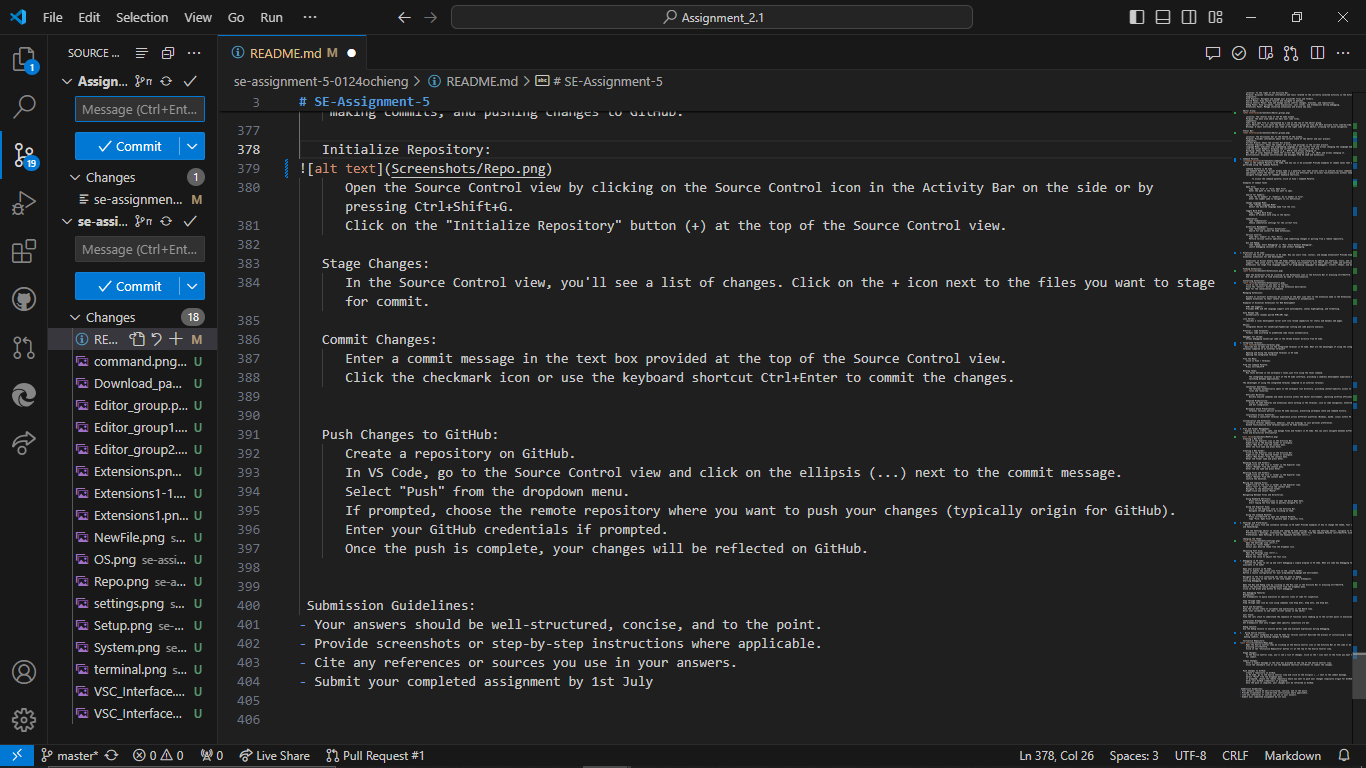 File Edit Selection View Go Run ···
Assignment_2.1
SOURCE ...
README.md M
se-assignment-5-0124ochieng > README.md > # SE-Assignment-5
1
19
Assign...
Message (Ctrl+Ent...
Commit
Changes 1
se-assignmen... M
se-assi...
Message (Ctrl+Ent...
Commit
Changes 18
RE... M
command.png... U
Download_pa... U
Editor_group.p... U
Editor_group1.... U
Editor_group2.... U
Extensions.pn... U
Extensions1-1.... U
Extensions1.pn... U
NewFile.png s... U
OS.png se-assi... U
Repo.png se-a... U
settings.png s... U
Setup.png se-... U
System.png se... U
terminal.png s... U
VSC_Interface... U
VSC_Interface... U
3 # SE-Assignment-5
making commits, and pushing changes to GitHub.
377
378 Initialize Repository:
379 ![alt text](Screenshots/Repo.png)
380 Open the Source Control view by clicking on the Source Control icon in the Activity Bar on the side or by
pressing Ctrl+Shift+G.
381 Click on the "Initialize Repository" button (+) at the top of the Source Control view.
382
383 Stage Changes:
384 In the Source Control view, you'll see a list of changes. Click on the + icon next to the files you want to stage
for commit.
385
386 Commit Changes:
387 Enter a commit message in the text box provided at the top of the Source Control view.
388 Click the checkmark icon or use the keyboard shortcut Ctrl+Enter to commit the changes.
389
390
391 Push Changes to GitHub:
392 Create a repository on GitHub.
393 In VS Code, go to the Source Control view and click on the ellipsis (...) next to the commit message.
394 Select "Push" from the dropdown menu.
395 If prompted, choose the remote repository where you want to push your changes (typically origin for GitHub).
396 Enter your GitHub credentials if prompted.
397 Once the push is complete, your changes will be reflected on GitHub.
398
399
400 Submission Guidelines:
401 - Your answers should be well-structured, concise, and to the point.
402 - Provide screenshots or step-by-step instructions where applicable.
403 - Cite any references or sources you use in your answers.
404 - Submit your completed assignment by 1st July
405
406
master* 0 0 0 Live Share Pull Request #1
Ln 378, Col 26 Spaces: 3 UTF-8 CRLF Markdown